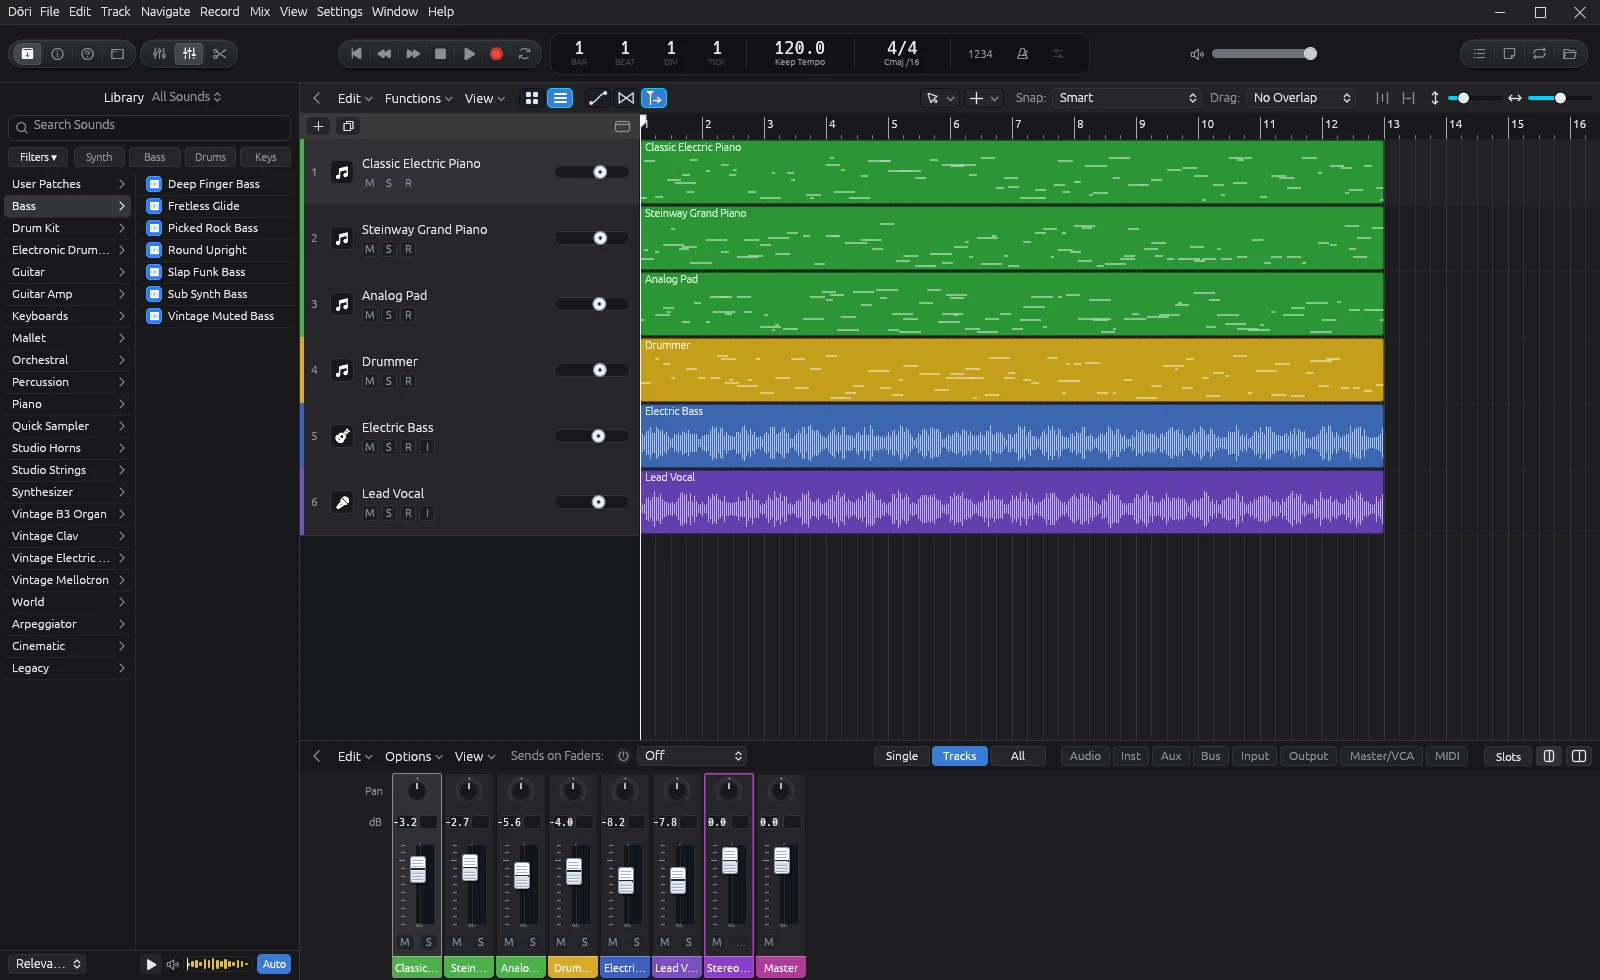 Dōri File Edit Track Navigate Record Mix View Settings Window Help
1 1 1 1 120.0 4/4 1234
BAR BEAT DIV TICK Keep Tempo Cmaj /16
Library All Sounds
Search Sounds
Filters ▾ Synth Bass Drums Keys
User Patches
Bass
Drum Kit
Electronic Drum...
Guitar
Guitar Amp
Keyboards
Mallet
Orchestral
Percussion
Piano
Quick Sampler
Studio Horns
Studio Strings
Synthesizer
Vintage B3 Organ
Vintage Clav
Vintage Electric ...
Vintage Mellotron
World
Arpeggiator
Cinematic
Legacy
Deep Finger Bass
Fretless Glide
Picked Rock Bass
Round Upright
Slap Funk Bass
Sub Synth Bass
Vintage Muted Bass
Releva... Auto
Edit Functions View Snap: Smart Drag: No Overlap
1 2 3 4 5 6 7 8 9 10 11 12 13 14 15 16
1 Classic Electric Piano
M S R
2 Steinway Grand Piano
M S R
3 Analog Pad
M S R
4 Drummer
M S R
5 Electric Bass
M S R I
6 Lead Vocal
M S R I
Classic Electric Piano
Steinway Grand Piano
Analog Pad
Drummer
Electric Bass
Lead Vocal
Edit Options View Sends on Faders: Off Single Tracks All Audio Inst Aux Bus Input Output Master/VCA MIDI Slots
Pan
dB -3.2 -2.7 -5.6 -4.0 -8.2 -7.8 0.0 0.0
M S M S M S M S M S M S M ... M
Classic... Stein... Analo... Drum... Electri... Lead V... Stereo... Master